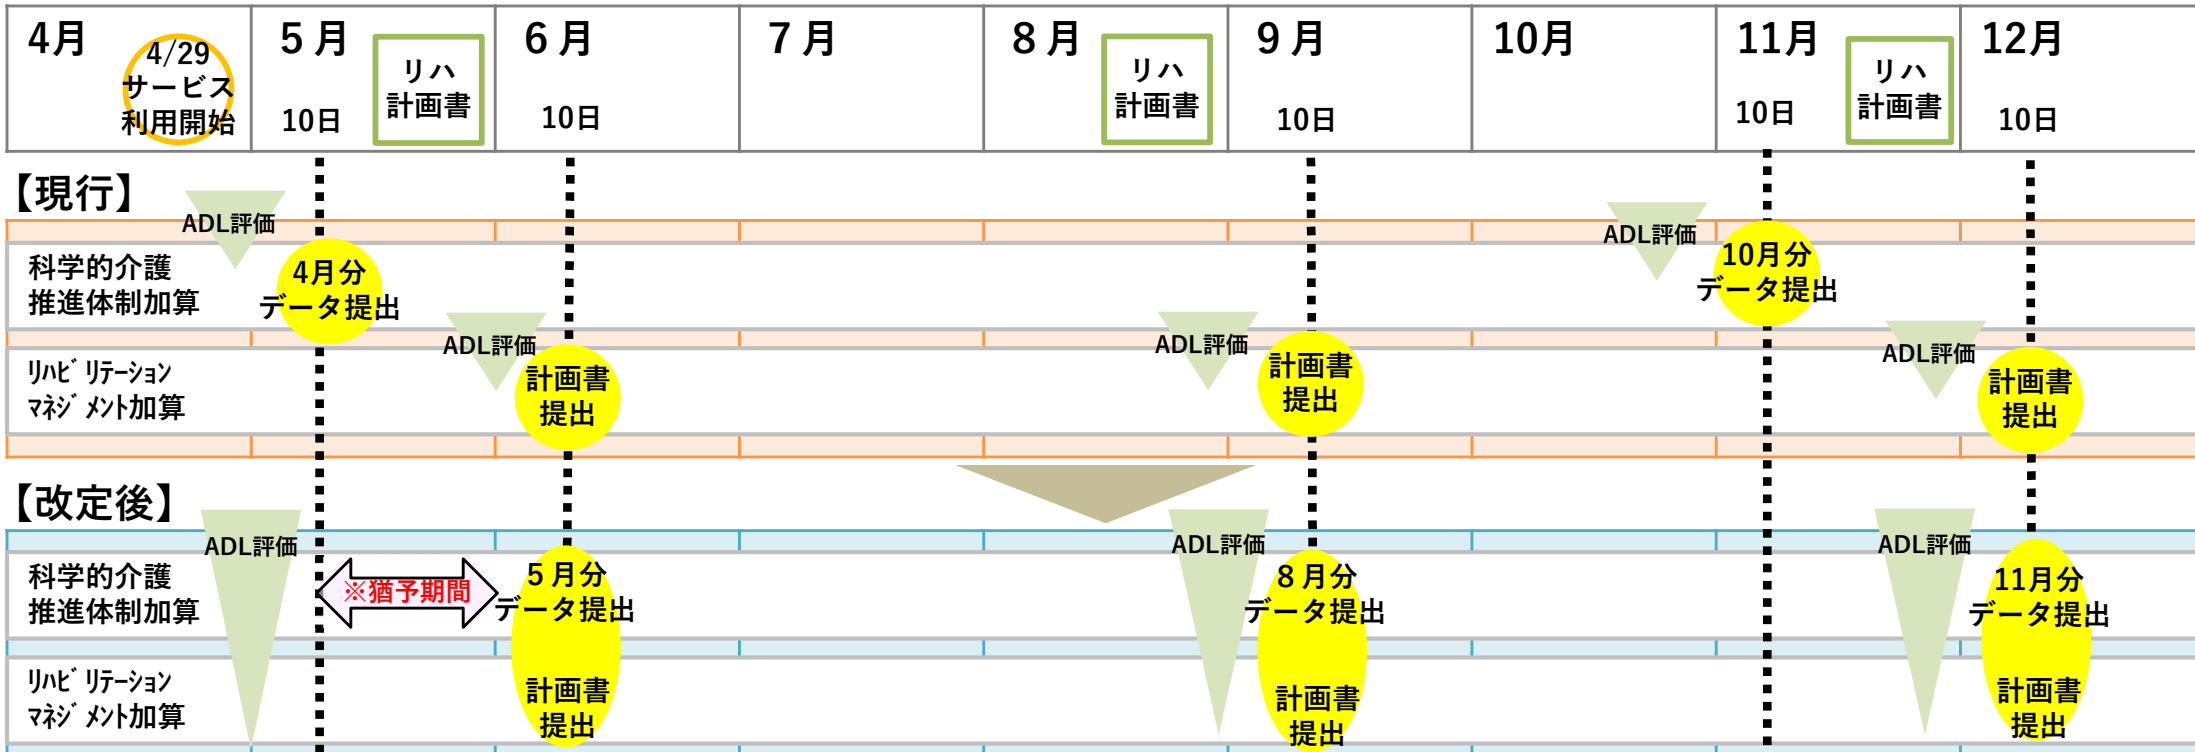 4月
4/29
サービス
利用開始
5月
10日
リハ
計画書
6月
10日
7月
8月
リハ
計画書
9月
10日
10月
11月
10日
リハ
計画書
12月
10日
【現行】
ADL評価
ADL評価
科学的介護
推進体制加算
4月分
データ提出
10月分
データ提出
ADL評価
ADL評価
ADL評価
ﾘﾊﾋﾞﾘﾃｰｼｮﾝ
ﾏﾈｼﾞﾒﾝﾄ加算
計画書
提出
計画書
提出
計画書
提出
【改定後】
ADL評価
ADL評価
ADL評価
科学的介護
推進体制加算
※猶予期間
5月分
データ提出
8月分
データ提出
11月分
データ提出
ﾘﾊﾋﾞﾘﾃｰｼｮﾝ
ﾏﾈｼﾞﾒﾝﾄ加算
計画書
提出
計画書
提出
計画書
提出